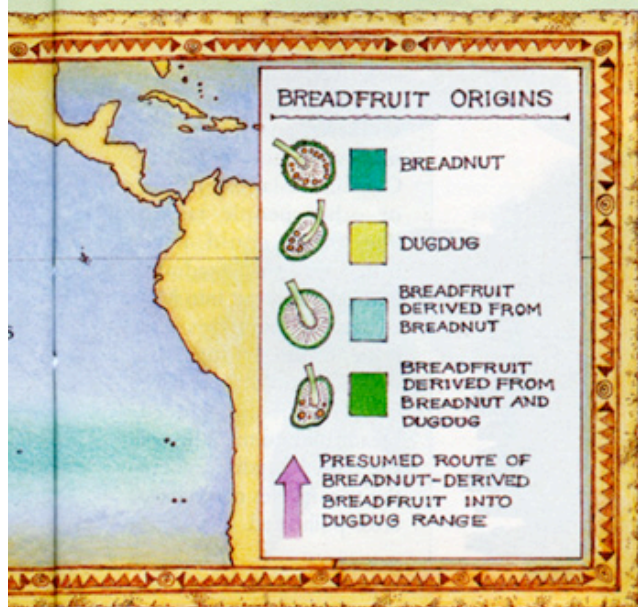 BREADFRUIT ORIGINS
BREADNUT
DUGDUG
BREADFRUIT
DERIVED FROM
BREADNUT
BREADFRUIT
DERIVED FROM
BREADNUT AND
DUGDUG
PRESUMED ROUTE OF
BREADNUT-DERIVED
BREADFRUIT INTO
DUGDUG RANGE
S